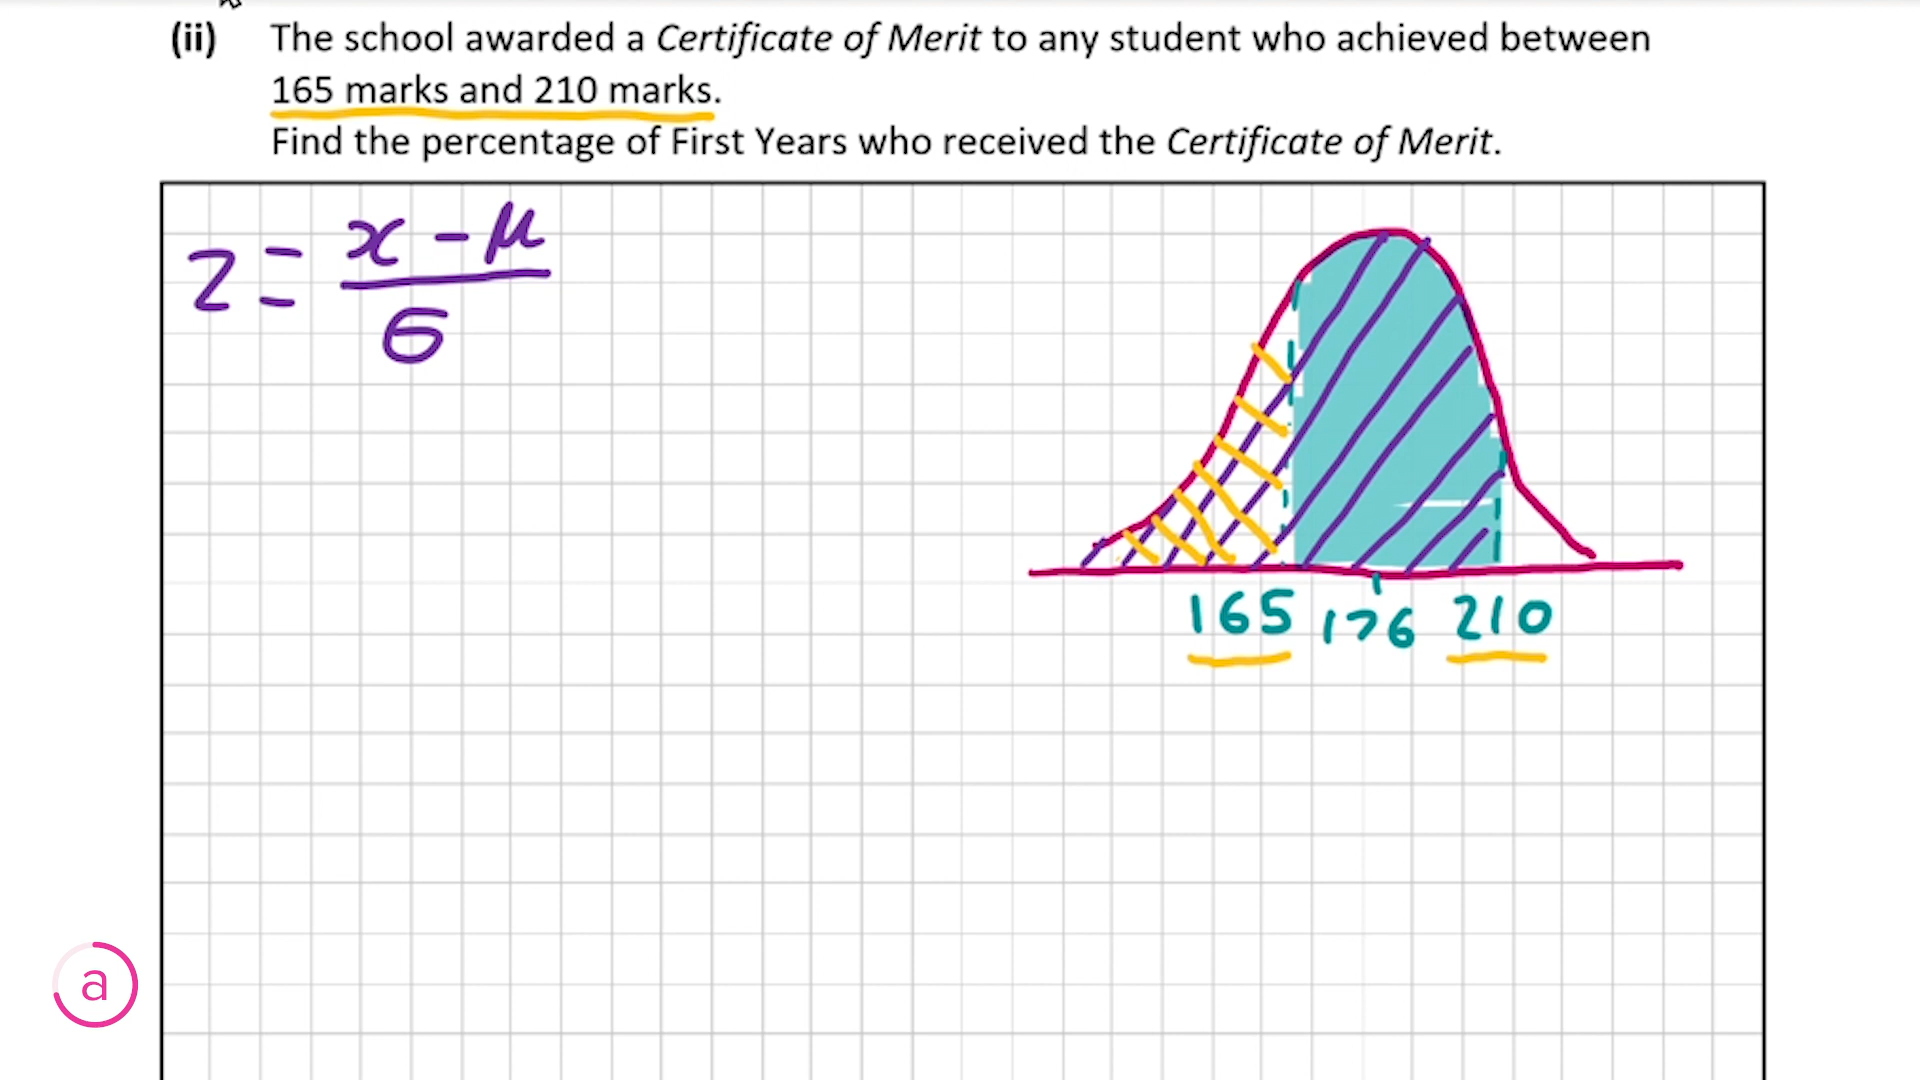 (ii) The school awarded a Certificate of Merit to any student who achieved between
165 marks and 210 marks.
Find the percentage of First Years who received the Certificate of Merit.
z = x - μ
σ
165 176 210
a